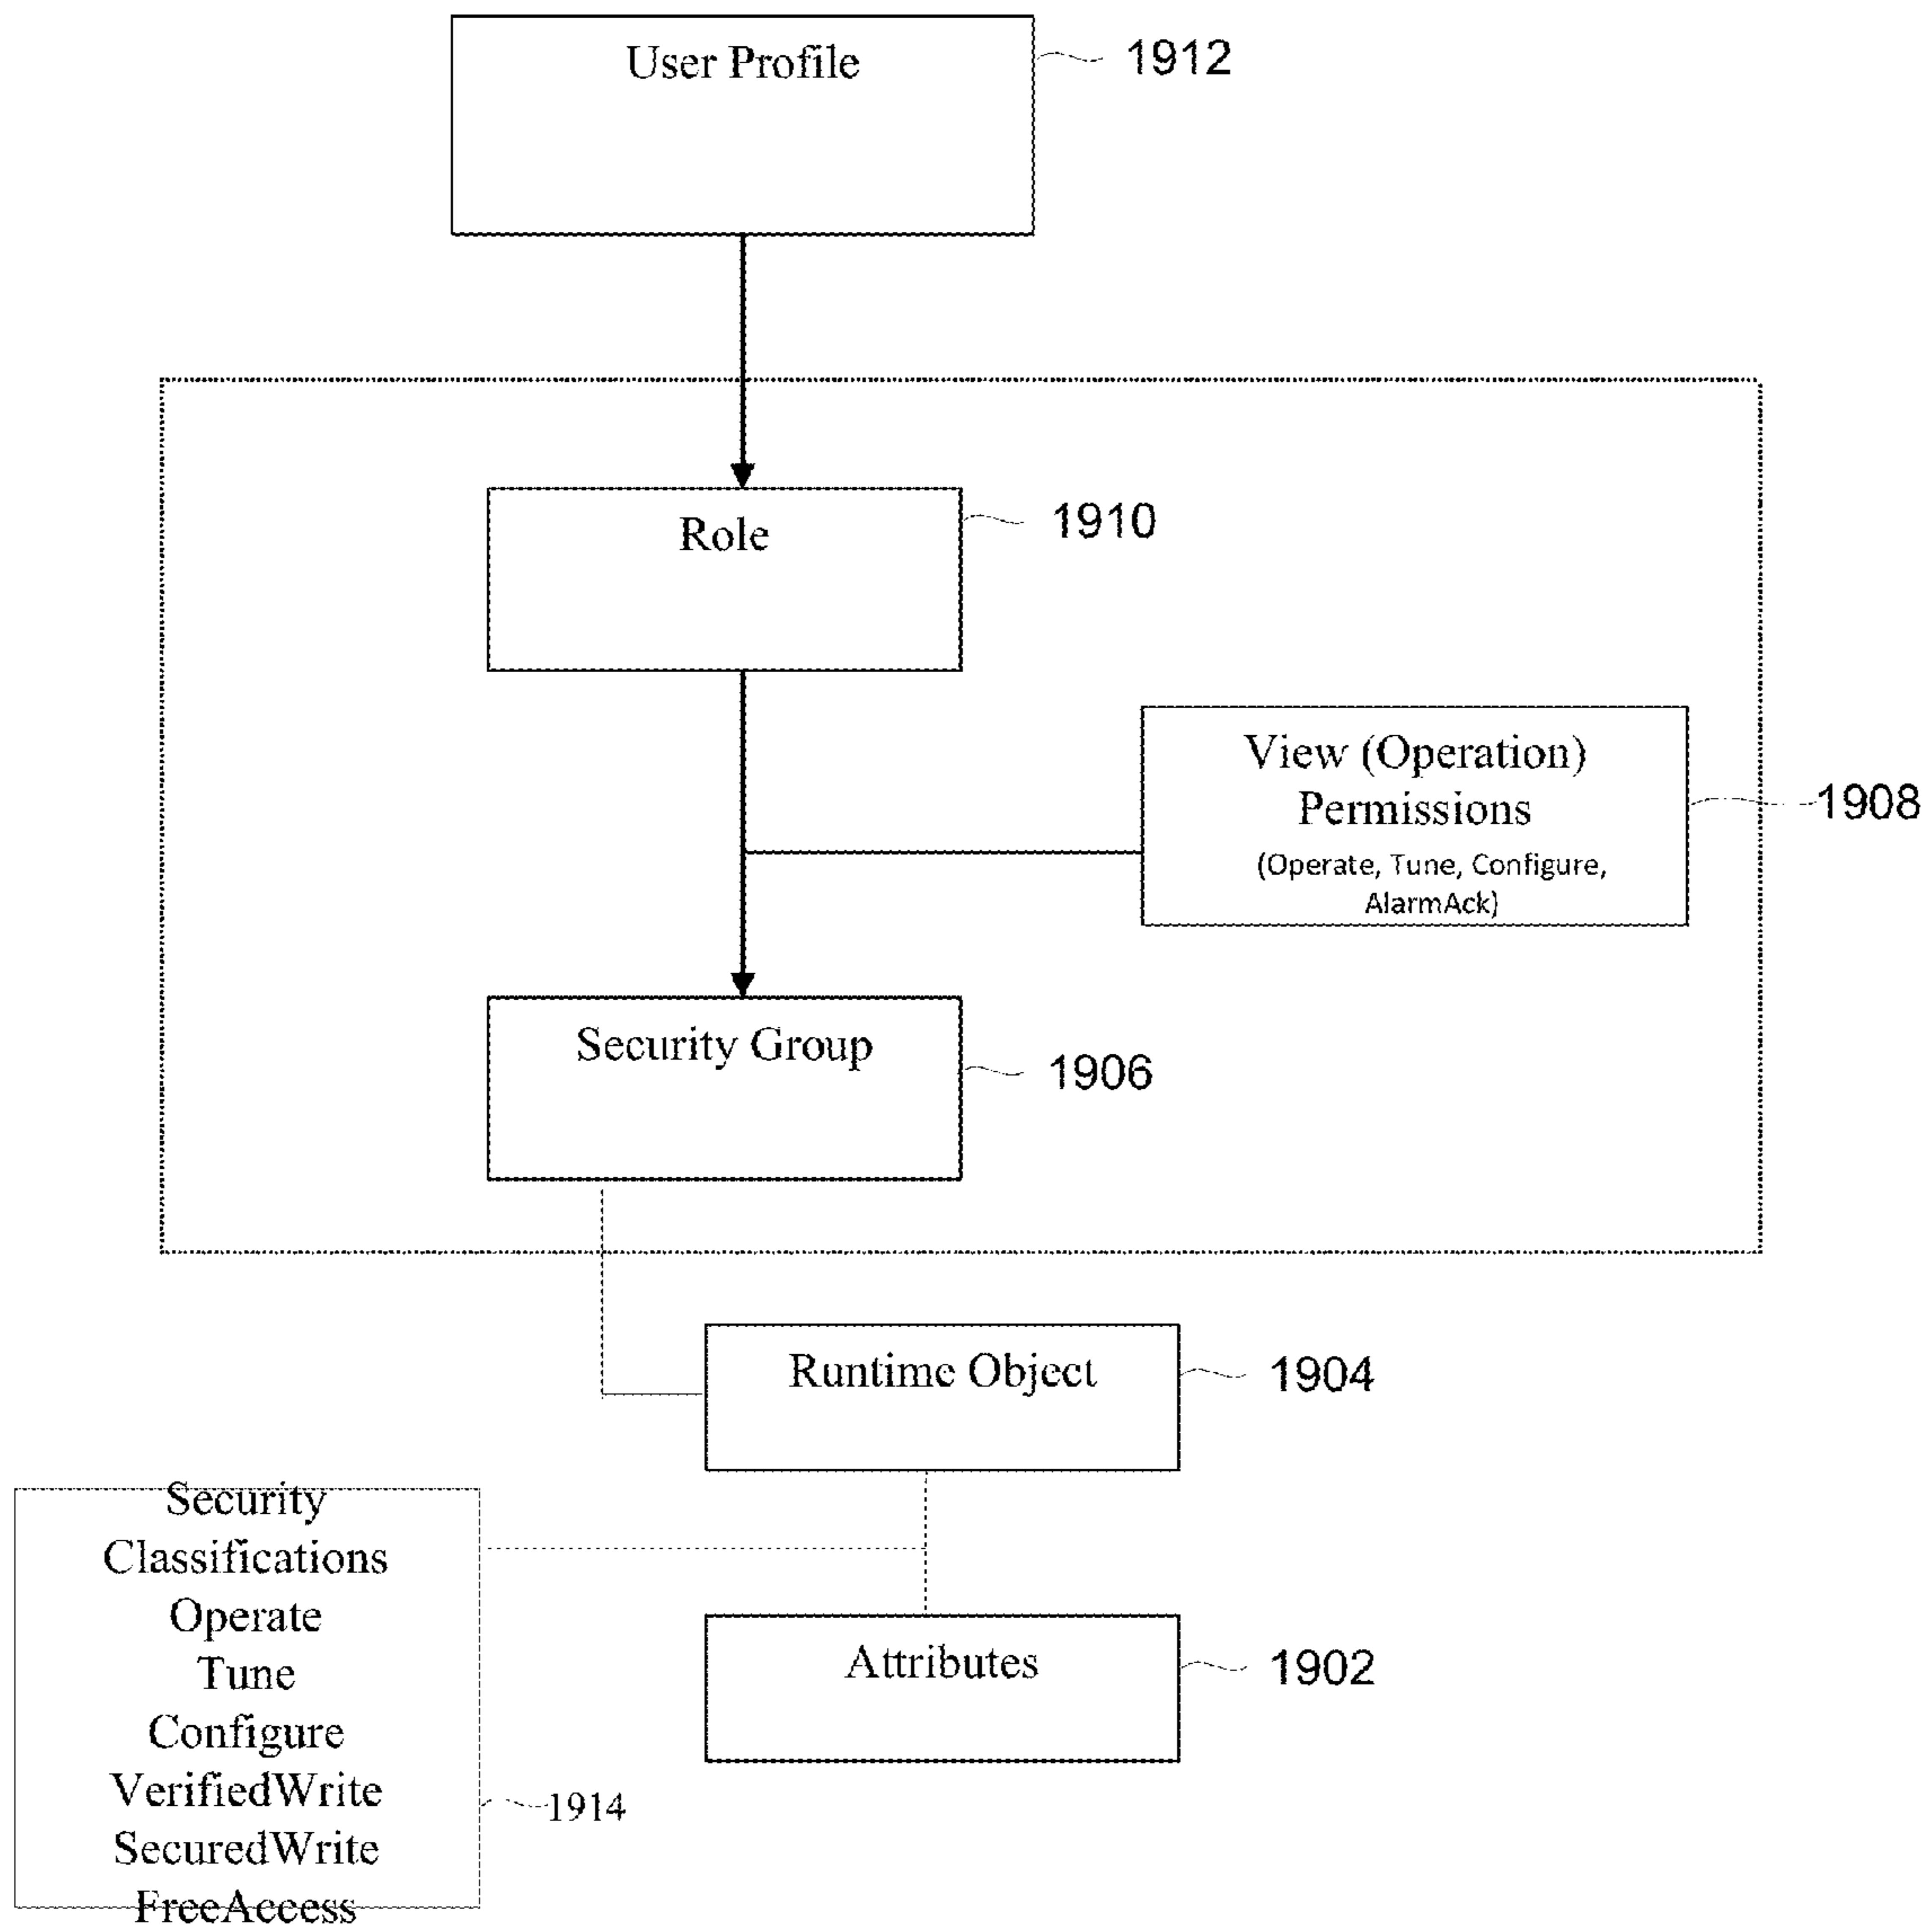 User Profile
1912
Role
1910
View (Operation)
Permissions
(Operate, Tune, Configure,
AlarmAck)
1908
Security Group
1906
Runtime Object
1904
Security
Classifications
Operate
Tune
Configure
VerifiedWrite
SecuredWrite
FreeAccess
1914
Attributes
1902